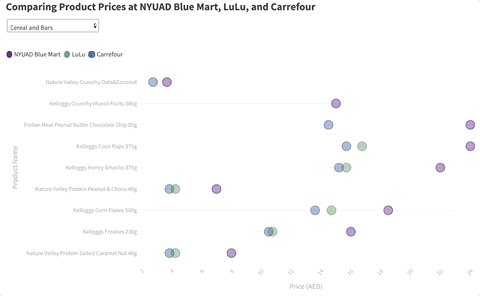 Comparing Product Prices at NYUAD Blue Mart, LuLu, and Carrefour
Cereal and Bars
NYUAD Blue Mart LuLu Carrefour
Nature Valley Crunchy Oats&Coconut
Kelloggs Crunchy Muesli Fruits 380g
Probar Meal Peanut Butter Chocolate Chip 85g
Kelloggs Coco Pops 375g
Kelloggs Honey Smacks 375g
Nature Valley Protein Peanut & Choco 40g
Kelloggs Corn Flakes 500g
Kelloggs Frosties 250g
Nature Valley Protein Salted Caramel Nut 40g
Product Name
2 4 6 8 10 12 14 16 18 20 22 24
Price (AED)